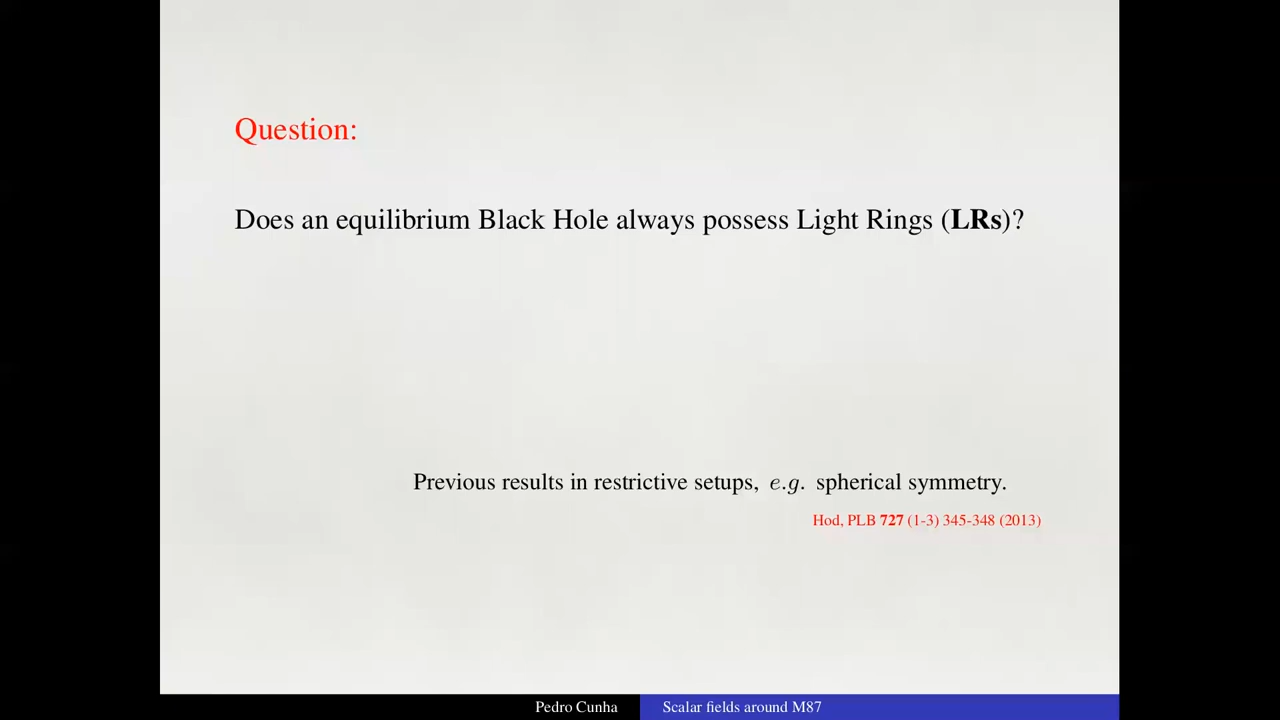 Question:
Does an equilibrium Black Hole always possess Light Rings (LRs)?
Previous results in restrictive setups, e.g. spherical symmetry.
Hod, PLB 727 (1-3) 345-348 (2013)
Pedro Cunha
Scalar fields around M87